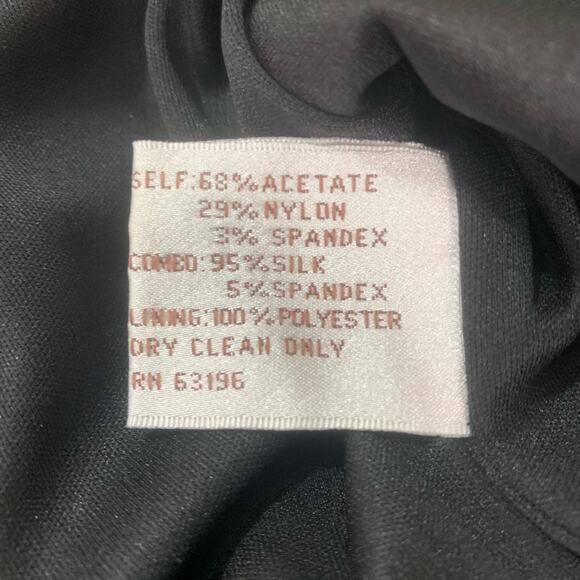 SELF:68%ACETATE
29%NYLON
3% SPANDEX
COMBO:95%SILK
5%SPANDEX
LINING:100%POLYESTER
DRY CLEAN ONLY
RN 63196